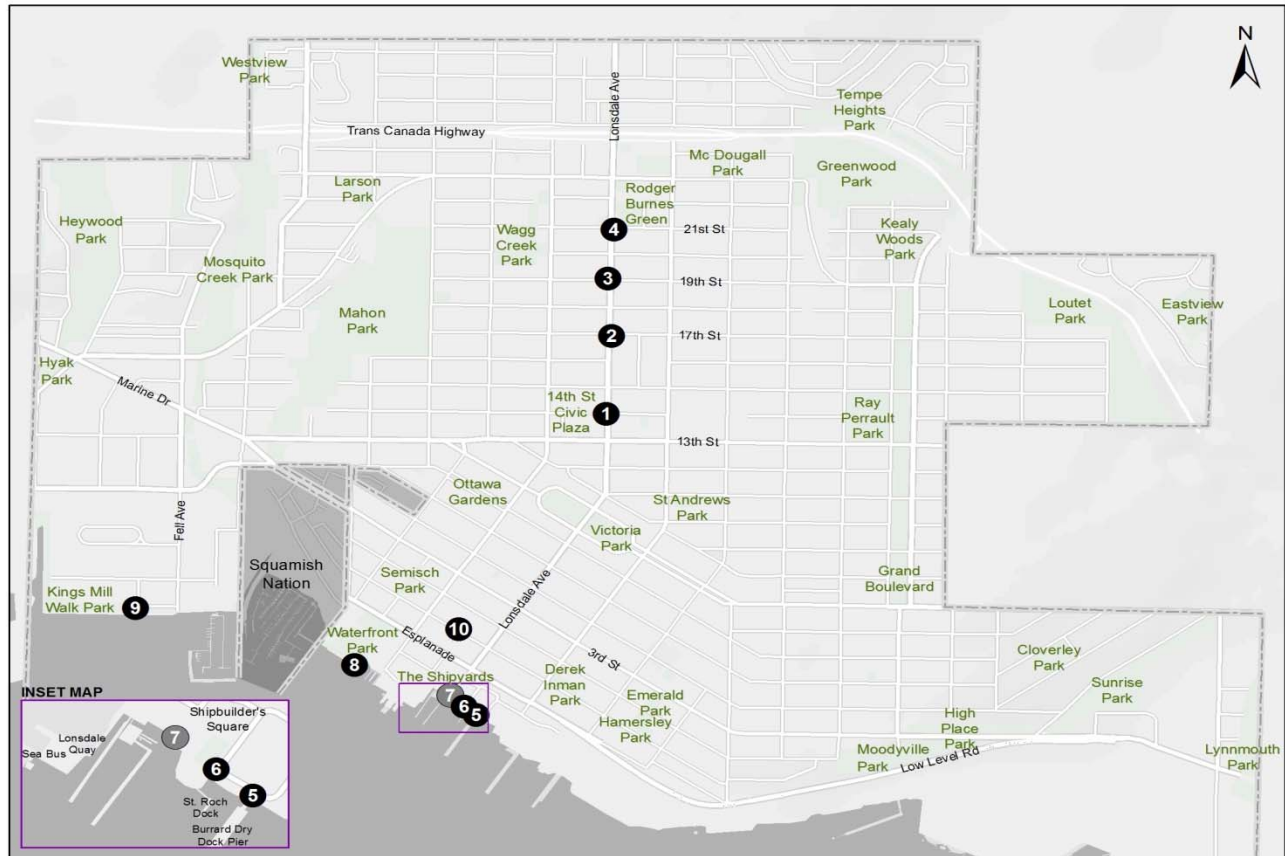 N
Westview
Park
Tempe
Heights
Park
Lonsdale Ave
Trans Canada Highway
Mc Dougall
Park
Greenwood
Park
Larson
Park
Rodger
Burnes
Green
Heywood
Park
Wagg
Creek
Park
4
21st St
Kealy
Woods
Park
Mosquito
Creek Park
3
19th St
Mahon
Park
Loutet
Park
Eastview
Park
2
17th St
Hyak
Park
Marine Dr
14th St
Civic
Plaza
1
Ray
Perrault
Park
13th St
Ottawa
Gardens
St Andrews
Park
Fell Ave
Victoria
Park
Squamish
Nation
Semisch
Park
Lonsdale Ave
Grand
Boulevard
Kings Mill
Walk Park
9
10
Waterfront
Park
Esplanade
3rd St
8
The Shipyards
7
6
5
Derek
Inman
Park
Emerald
Park
Hamersley
Park
Cloverley
Park
Sunrise
Park
High
Place
Park
Moodyville
Park
Low Level Rd
Lynnmouth
Park
INSET MAP
Shipbuilder's
Square
Lonsdale
Quay
7
Sea Bus
6
5
St. Roch
Dock
Burrard Dry
Dock Pier